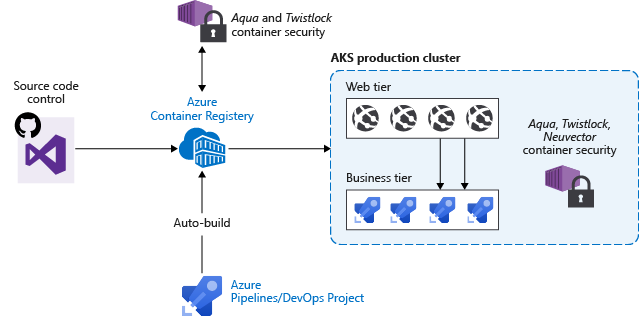 Aqua and Twistlock
container security
AKS production cluster
Source code
control
Azure
Container Registery
Web tier
Aqua, Twistlock,
Neuvector
container security
Business tier
Auto-build
Azure
Pipelines/DevOps Project